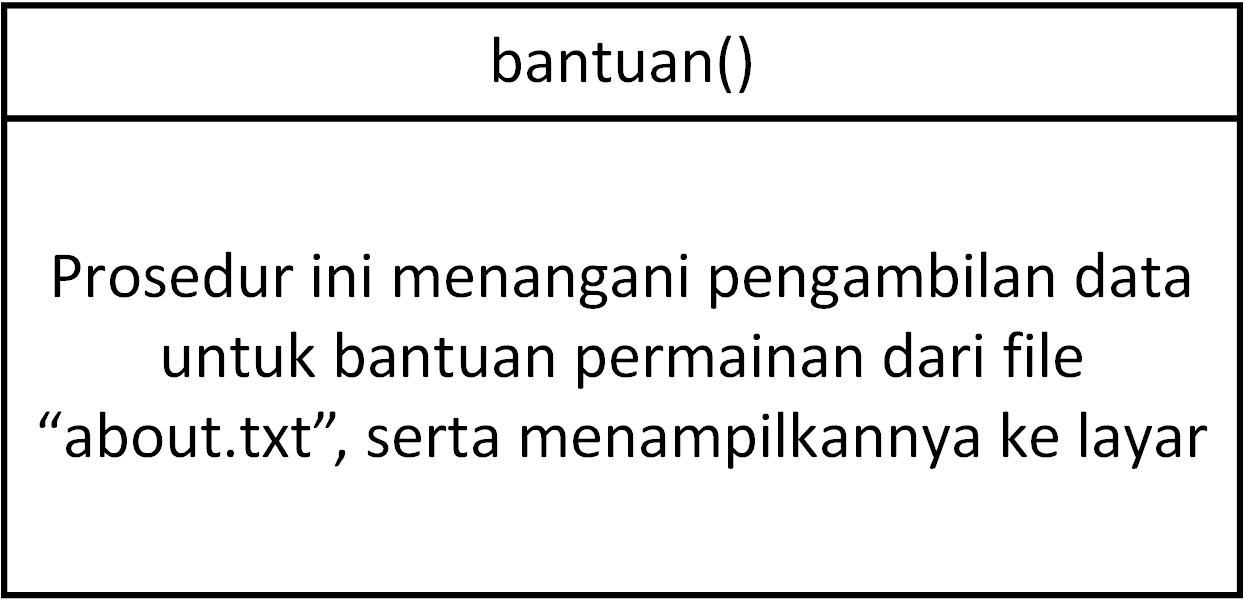 bantuan()
Prosedur ini menangani pengambilan data
untuk bantuan permainan dari file
“about.txt”, serta menampilkannya ke layar